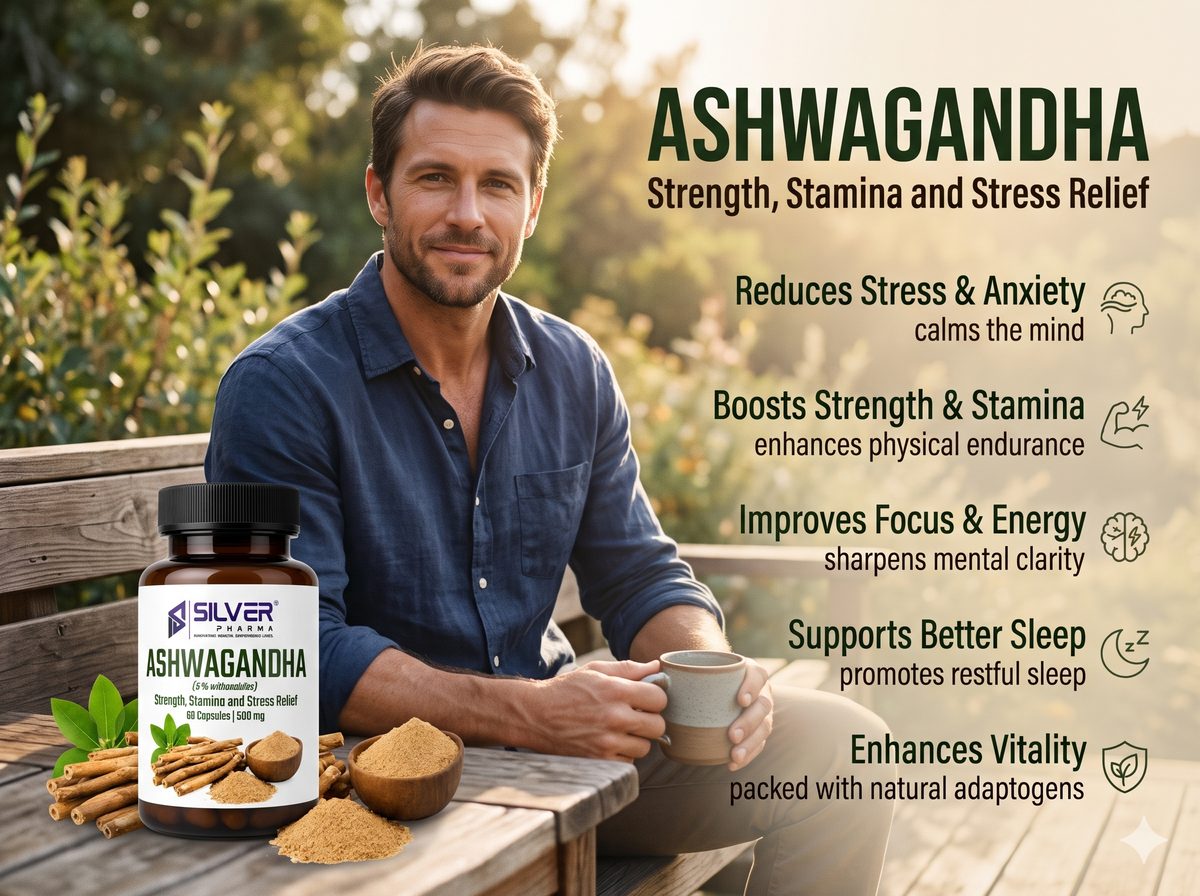 ASHWAGANDHA
Strength, Stamina and Stress Relief
Reduces Stress & Anxiety
calms the mind
Boosts Strength & Stamina
enhances physical endurance
Improves Focus & Energy
sharpens mental clarity
Supports Better Sleep
promotes restful sleep
zz
Enhances Vitality
packed with natural adaptogens
SILVER®
PHARMA
ASHWAGANDHA
(5% withanalules)
Strength, Stamina and Stress Relief
60 Capsules | 500 mg